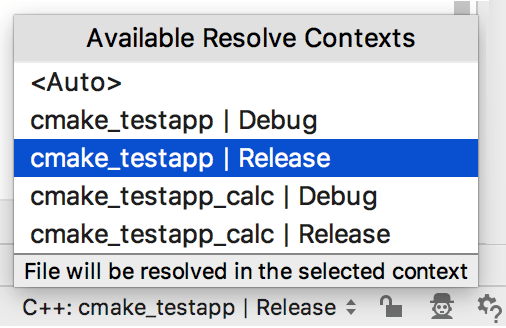 Available Resolve Contexts
<Auto>
cmake_testapp | Debug
cmake_testapp | Release
cmake_testapp_calc | Debug
cmake_testapp_calc | Release
File will be resolved in the selected context
C++: cmake_testapp | Release